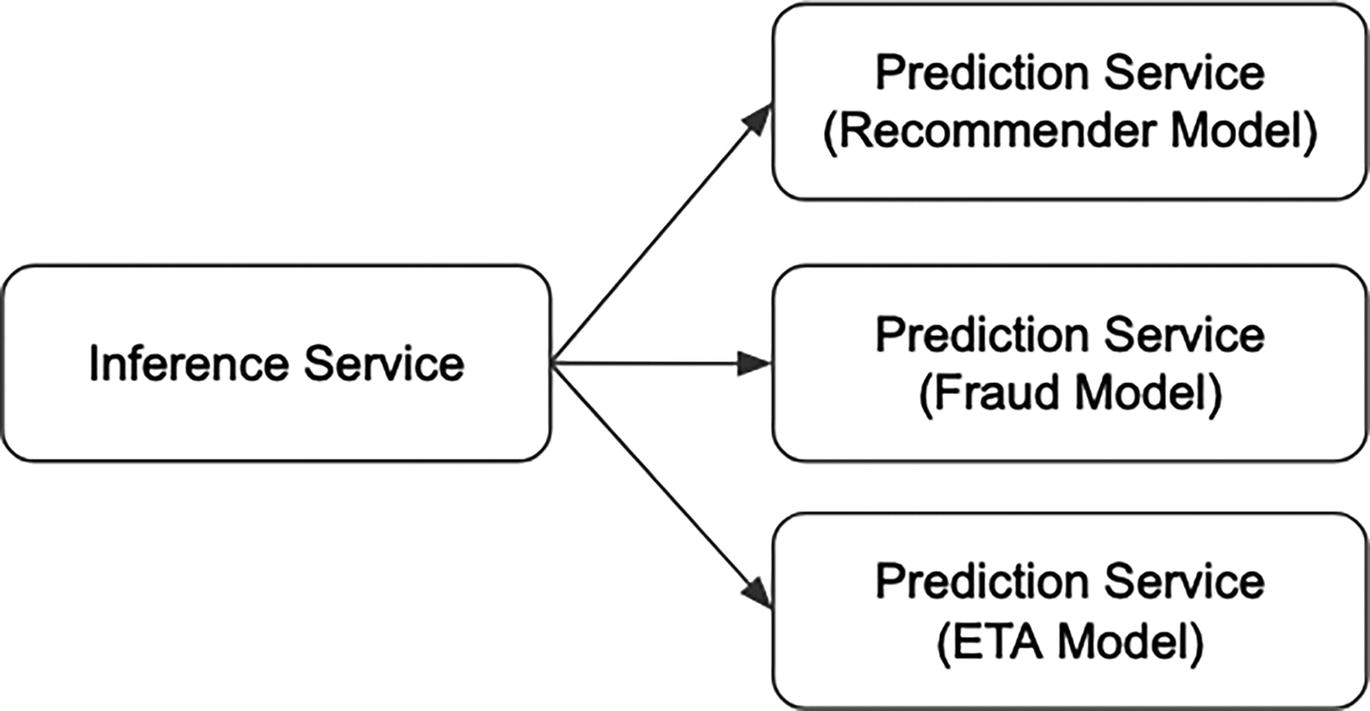 Prediction Service
(Recommender Model)
Inference Service
Prediction Service
(Fraud Model)
Prediction Service
(ETA Model)